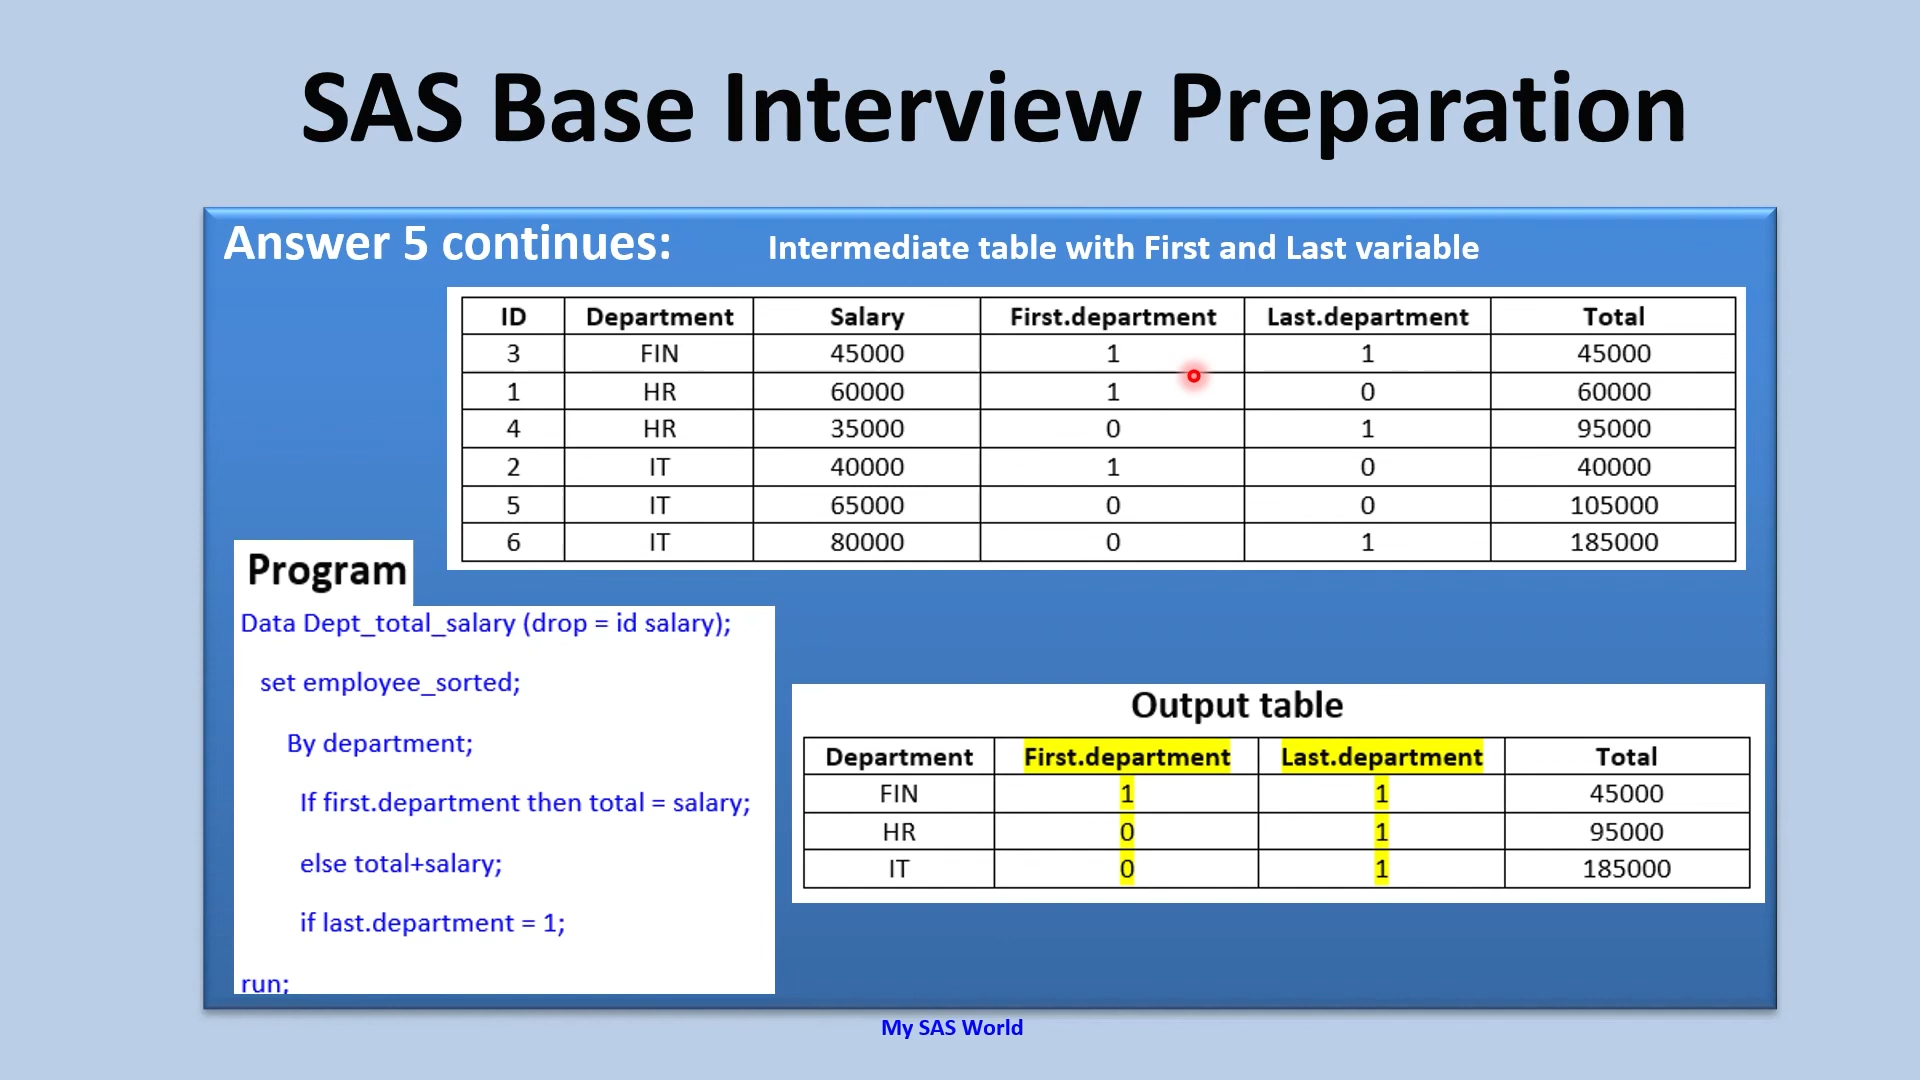 SAS Base Interview Preparation
Answer 5 continues: Intermediate table with First and Last variable
ID Department Salary First.department Last.department Total
3 FIN 45000 1 1 45000
1 HR 60000 1 0 60000
4 HR 35000 0 1 95000
2 IT 40000 1 0 40000
5 IT 65000 0 0 105000
6 IT 80000 0 1 185000
Program
Data Dept_total_salary (drop = id salary);
set employee_sorted;
By department;
If first.department then total = salary;
else total+salary;
if last.department = 1;
run;
Output table
Department First.department Last.department Total
FIN 1 1 45000
HR 0 1 95000
IT 0 1 185000
My SAS World